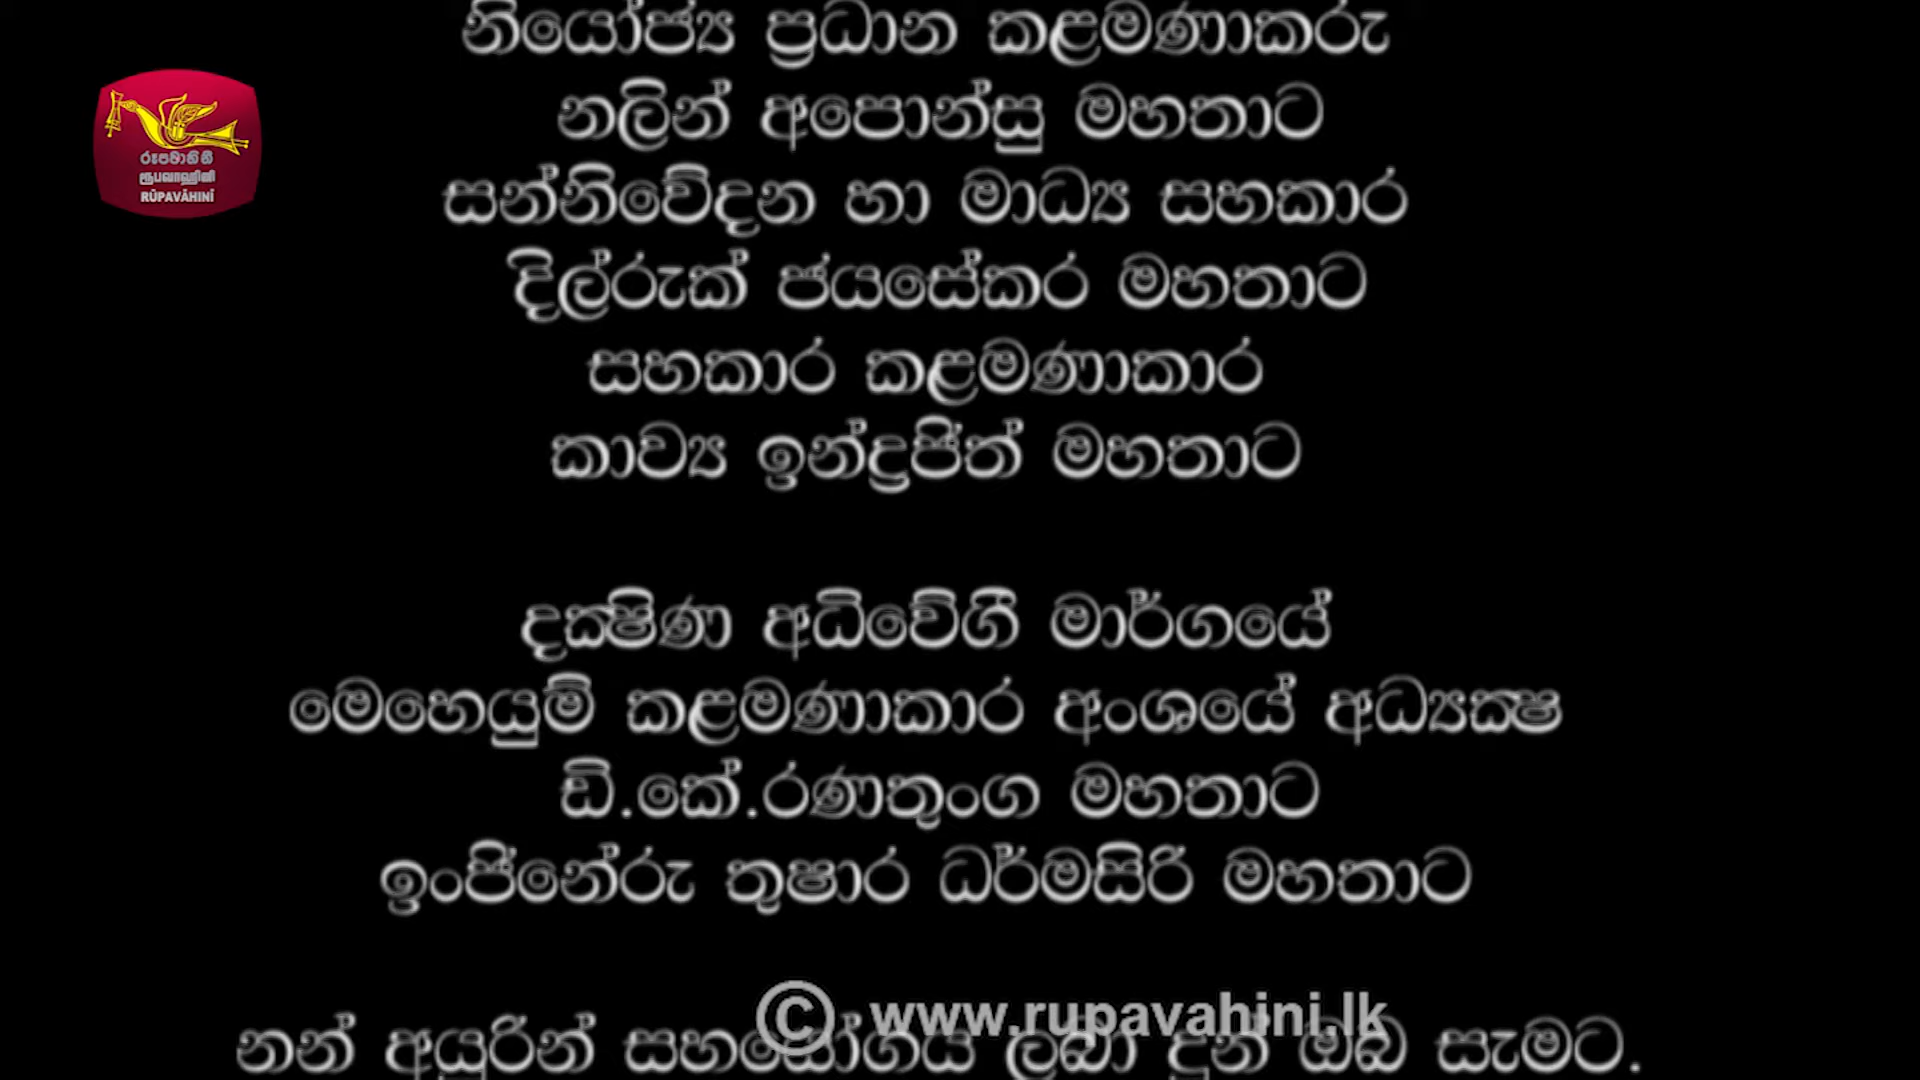 නියෝජ්‍ය ප්‍රධාන කළමණාකරු
නලින් අපොන්සු මහතාට
සන්නිවේදන හා මාධ්‍ය සහකාර
දිල්රුක් ජයසේකර මහතාට
සහකාර කළමණාකාර
කාව්‍ය ඉන්ද්‍රජිත් මහතාට
දක්‍ෂිණ අධිවේගී මාර්ගයේ
මෙහෙයුම් කළමණාකාර අංශයේ අධ්‍යක්‍ෂ
ඩී.කේ.රණතුංග මහතාට
ඉංජිනේරු තුෂාර ධර්මසිරි මහතාට
නන් අයුරින් සහයෝගය ලබා දුන් ඔබ සැමට.
රූපවාහිනී
ரூபவாஹினி
RŪPAVĀHINĪ
© www.rupavahini.lk